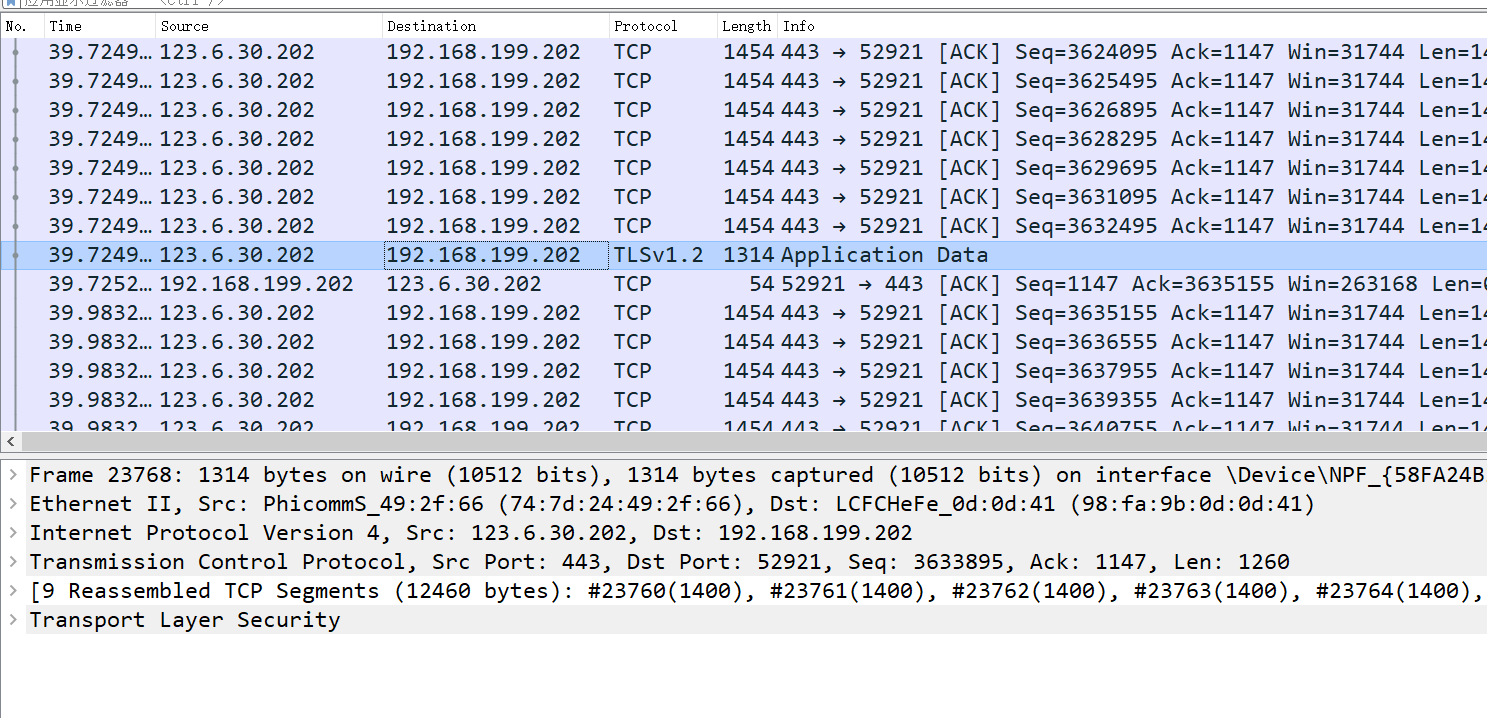 应用显示过滤器 … <Ctrl-/>
No. Time Source Destination Protocol Length Info
39.7249… 123.6.30.202 192.168.199.202 TCP 1454 443 → 52921 [ACK] Seq=3624095 Ack=1147 Win=31744 Len=14
39.7249… 123.6.30.202 192.168.199.202 TCP 1454 443 → 52921 [ACK] Seq=3625495 Ack=1147 Win=31744 Len=14
39.7249… 123.6.30.202 192.168.199.202 TCP 1454 443 → 52921 [ACK] Seq=3626895 Ack=1147 Win=31744 Len=14
39.7249… 123.6.30.202 192.168.199.202 TCP 1454 443 → 52921 [ACK] Seq=3628295 Ack=1147 Win=31744 Len=14
39.7249… 123.6.30.202 192.168.199.202 TCP 1454 443 → 52921 [ACK] Seq=3629695 Ack=1147 Win=31744 Len=14
39.7249… 123.6.30.202 192.168.199.202 TCP 1454 443 → 52921 [ACK] Seq=3631095 Ack=1147 Win=31744 Len=14
39.7249… 123.6.30.202 192.168.199.202 TCP 1454 443 → 52921 [ACK] Seq=3632495 Ack=1147 Win=31744 Len=14
39.7249… 123.6.30.202 192.168.199.202 TLSv1.2 1314 Application Data
39.7252… 192.168.199.202 123.6.30.202 TCP 54 52921 → 443 [ACK] Seq=1147 Ack=3635155 Win=263168 Len=0
39.9832… 123.6.30.202 192.168.199.202 TCP 1454 443 → 52921 [ACK] Seq=3635155 Ack=1147 Win=31744 Len=14
39.9832… 123.6.30.202 192.168.199.202 TCP 1454 443 → 52921 [ACK] Seq=3636555 Ack=1147 Win=31744 Len=14
39.9832… 123.6.30.202 192.168.199.202 TCP 1454 443 → 52921 [ACK] Seq=3637955 Ack=1147 Win=31744 Len=14
39.9832… 123.6.30.202 192.168.199.202 TCP 1454 443 → 52921 [ACK] Seq=3639355 Ack=1147 Win=31744 Len=14
39.9832… 123.6.30.202 192.168.199.202 TCP 1454 443 → 52921 [ACK] Seq=3640755 Ack=1147 Win=31744 Len=14
Frame 23768: 1314 bytes on wire (10512 bits), 1314 bytes captured (10512 bits) on interface \Device\NPF_{58FA24B
Ethernet II, Src: PhicommS_49:2f:66 (74:7d:24:49:2f:66), Dst: LCFCHeFe_0d:0d:41 (98:fa:9b:0d:0d:41)
Internet Protocol Version 4, Src: 123.6.30.202, Dst: 192.168.199.202
Transmission Control Protocol, Src Port: 443, Dst Port: 52921, Seq: 3633895, Ack: 1147, Len: 1260
[9 Reassembled TCP Segments (12460 bytes): #23760(1400), #23761(1400), #23762(1400), #23763(1400), #23764(1400),
Transport Layer Security